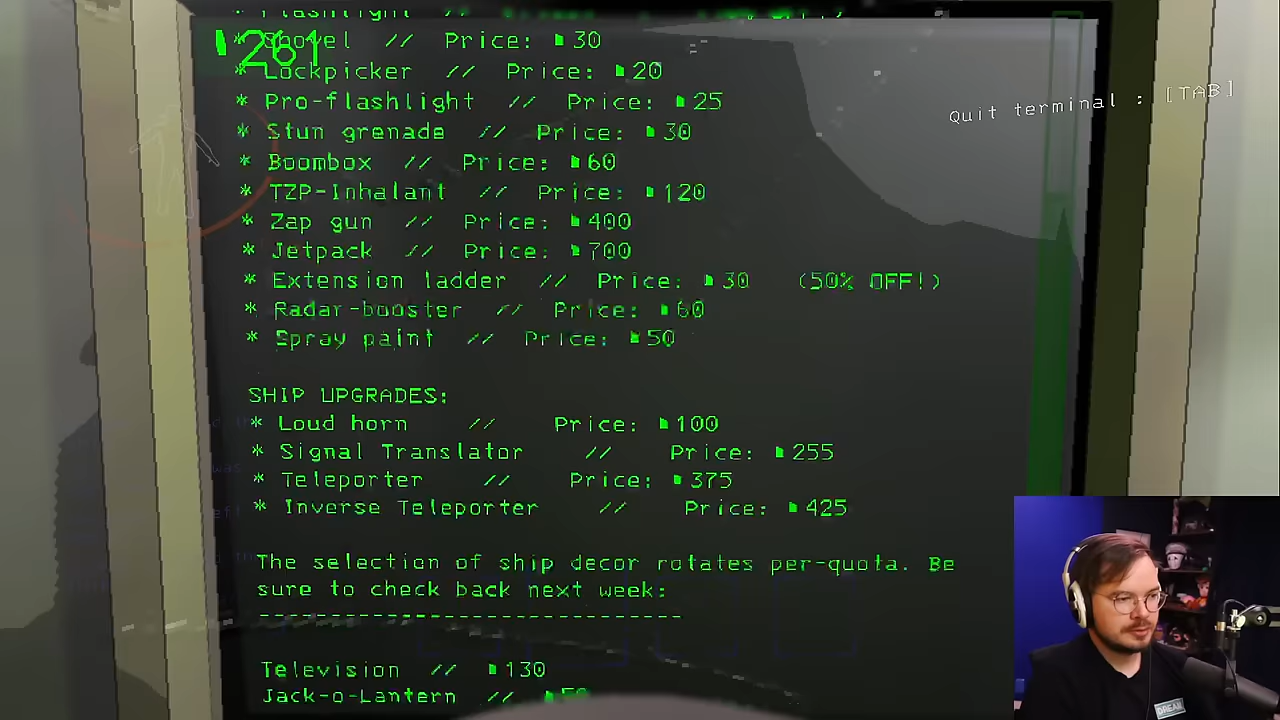 * Flashlight //
261
* Shovel // Price: 30
* Lockpicker // Price: 20
* Pro-flashlight // Price: 25
Quit terminal : [TAB]
* Stun grenade // Price: 30
* Boombox // Price: 60
* TZP-Inhalant // Price: 120
* Zap gun // Price: 400
* Jetpack // Price: 700
* Extension ladder // Price: 30 (50% OFF!)
* Radar-booster // Price: 60
* Spray paint // Price: 50
SHIP UPGRADES:
* Loud horn // Price: 100
* Signal Translator // Price: 255
* Teleporter // Price: 375
* Inverse Teleporter // Price: 425
The selection of ship decor rotates per-quota. Be
sure to check back next week:
------------------------------
Television // 130
Jack-o-Lantern // 50
DREAM